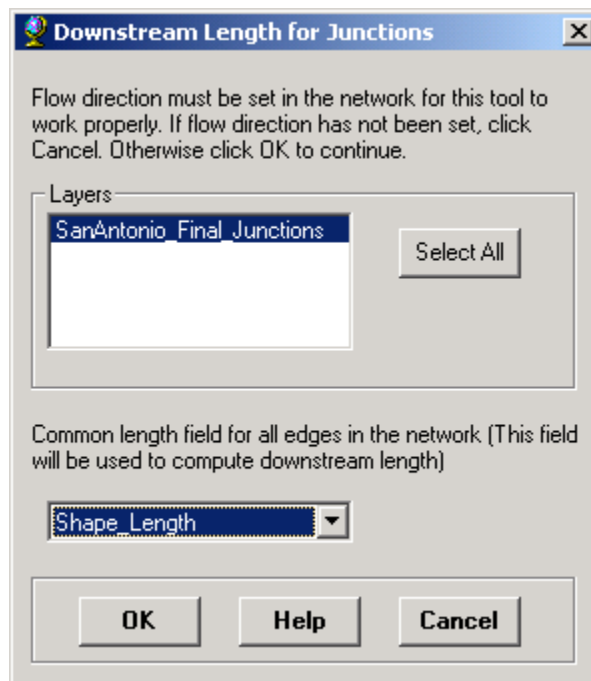 Downstream Length for Junctions
Flow direction must be set in the network for this tool to
work properly. If flow direction has not been set, click
Cancel. Otherwise click OK to continue.
Layers
SanAntonio_Final_Junctions
Select All
Common length field for all edges in the network (This field
will be used to compute downstream length)
Shape_Length
OK
Help
Cancel